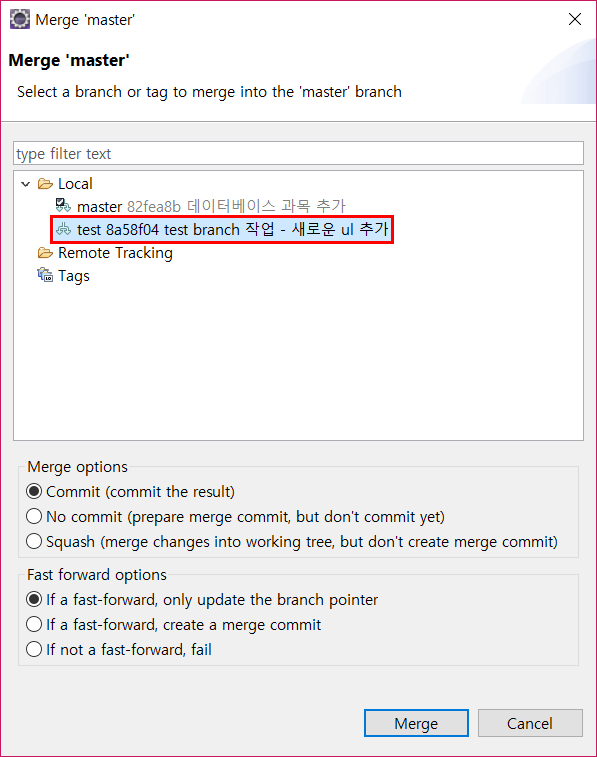 Merge 'master'
Merge 'master'
Select a branch or tag to merge into the 'master' branch
type filter text
Local
master 82fea8b 데이터베이스 과목 추가
test 8a58f04 test branch 작업 - 새로운 ul 추가
Remote Tracking
Tags
Merge options
Commit (commit the result)
No commit (prepare merge commit, but don't commit yet)
Squash (merge changes into working tree, but don't create merge commit)
Fast forward options
If a fast-forward, only update the branch pointer
If a fast-forward, create a merge commit
If not a fast-forward, fail
Merge Cancel